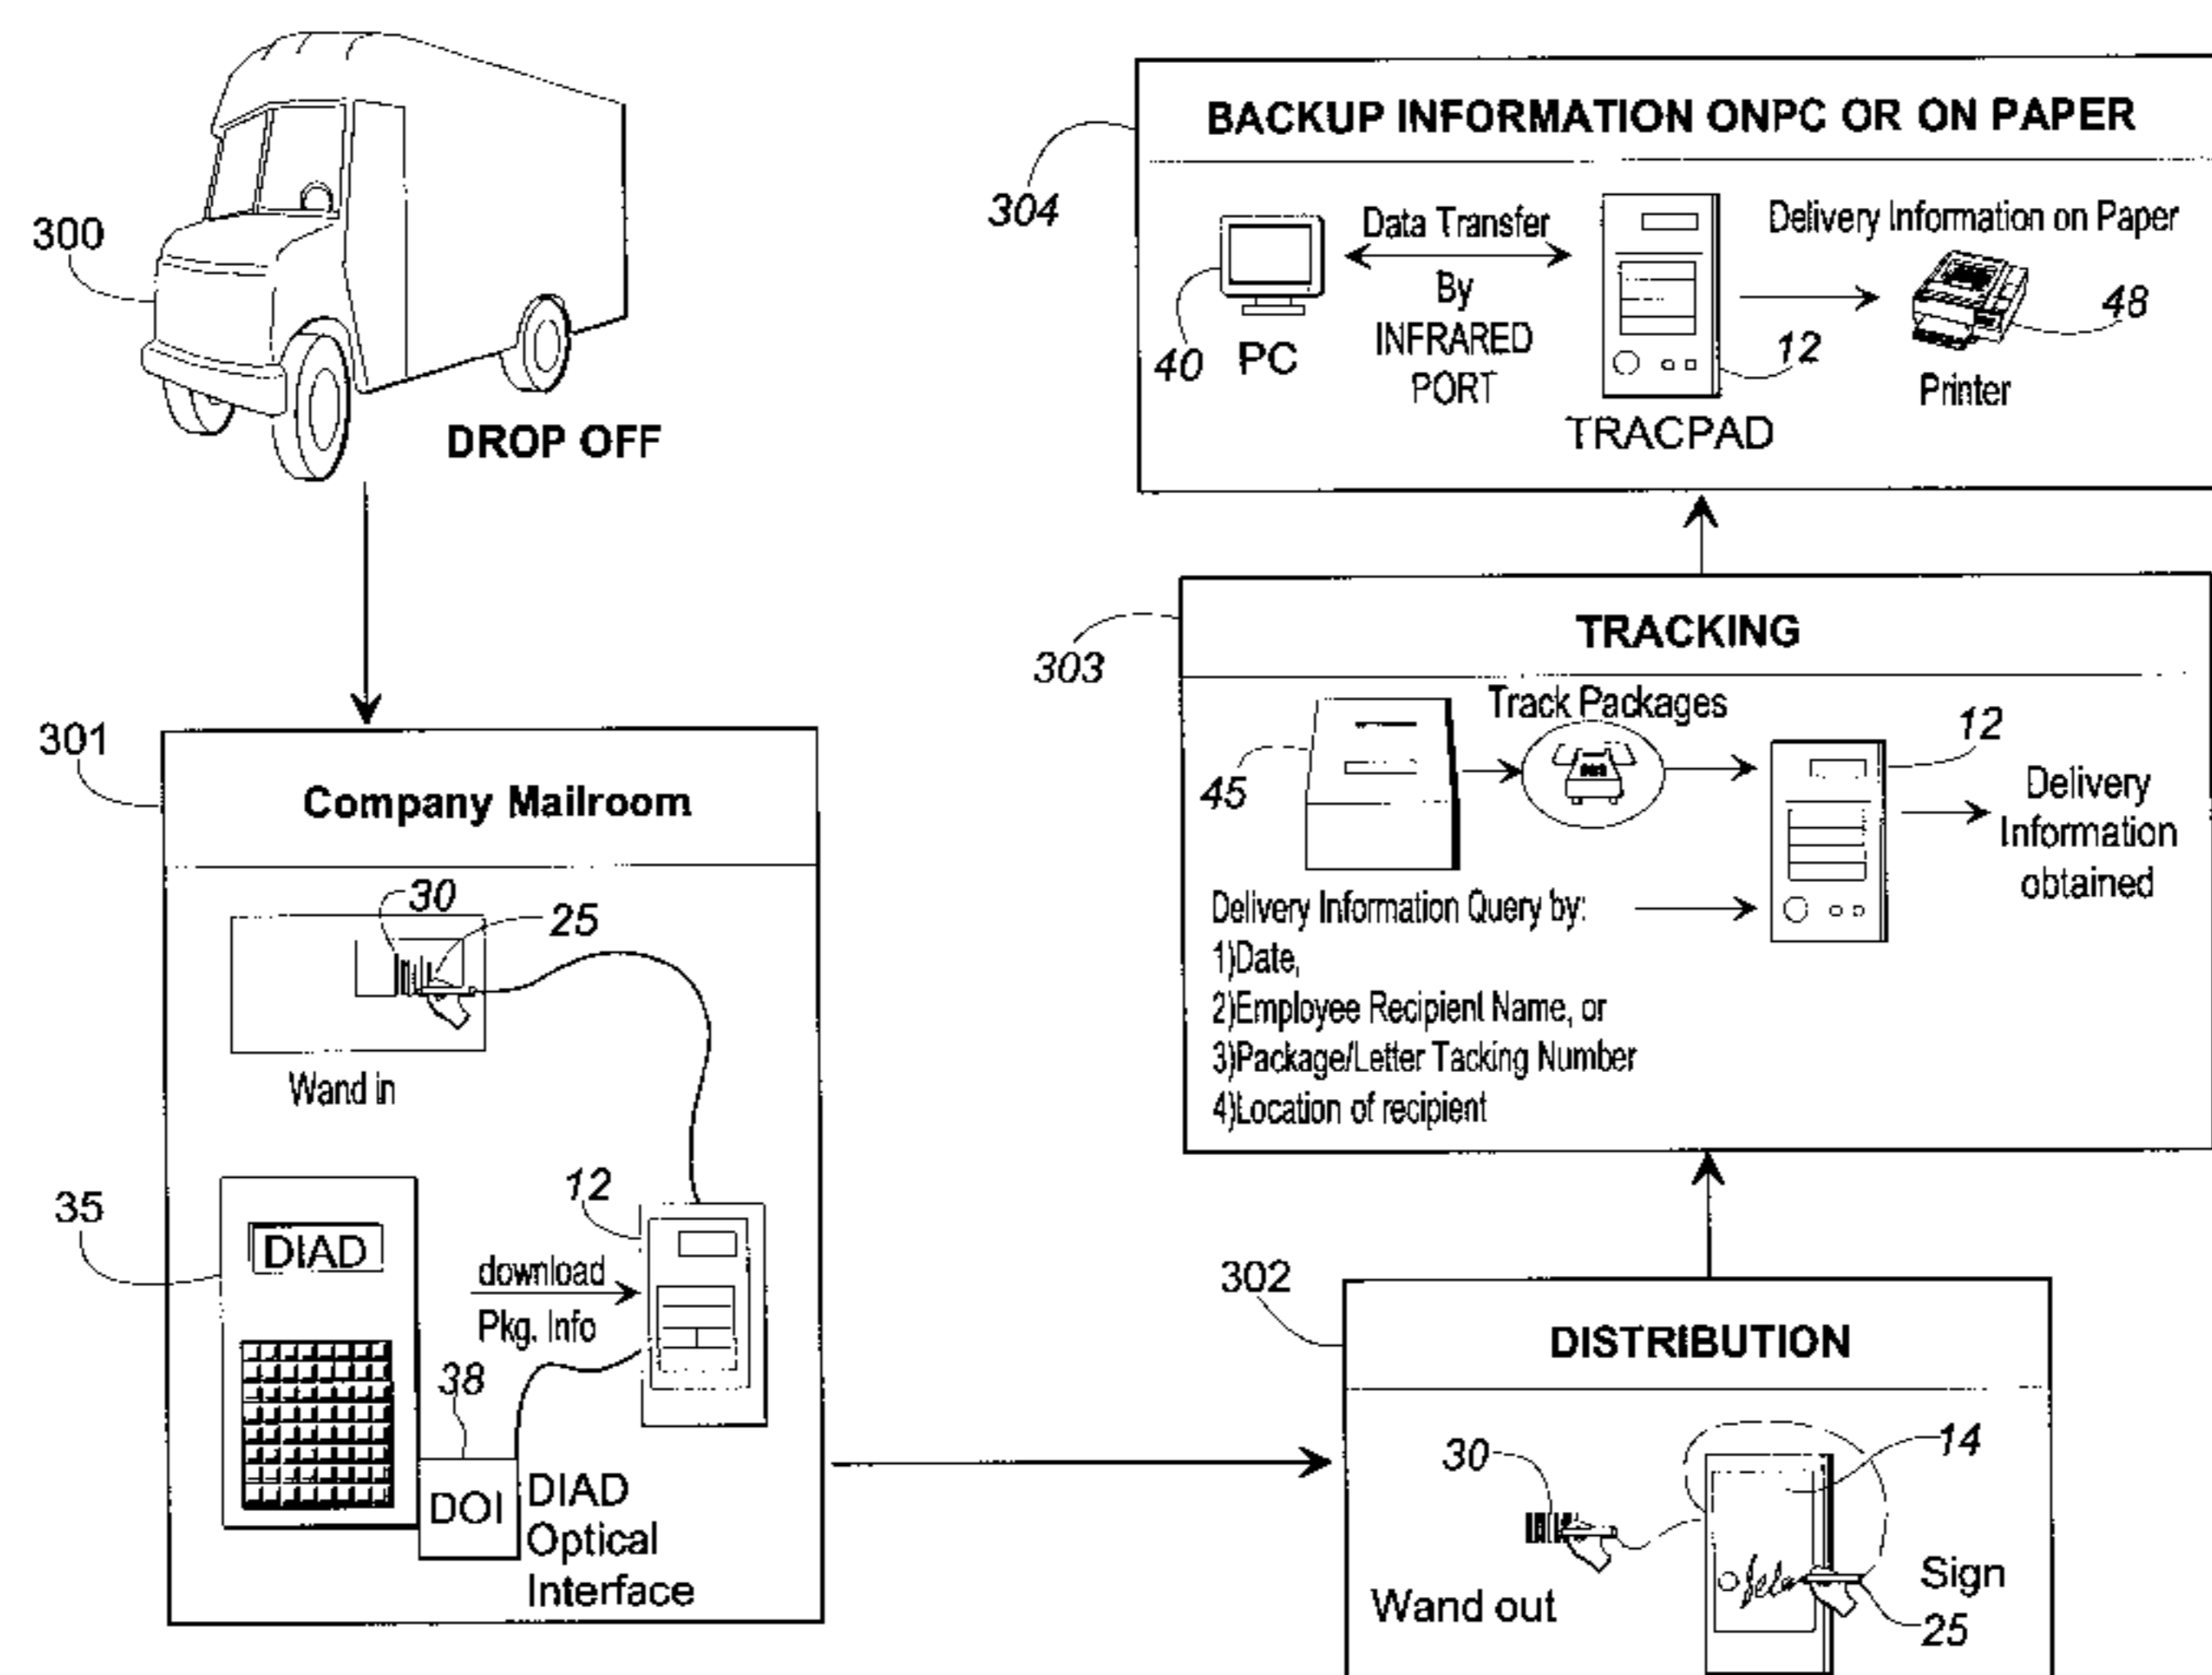 300
DROP OFF
301
Company Mailroom
30
25
Wand in
35
DIAD
12
download
Pkg. Info
38
DOI
DIAD
Optical
Interface
302
DISTRIBUTION
30
14
Wand out
Sign
25
303
TRACKING
Track Packages
45
12
Delivery
Information
obtained
Delivery Information Query by:
1)Date,
2)Employee Recipient Name, or
3)Package/Letter Tacking Number
4)Location of recipient
304
BACKUP INFORMATION ONPC OR ON PAPER
Data Transfer
By
INFRARED
PORT
40
PC
12
TRACPAD
Delivery Information on Paper
48
Printer